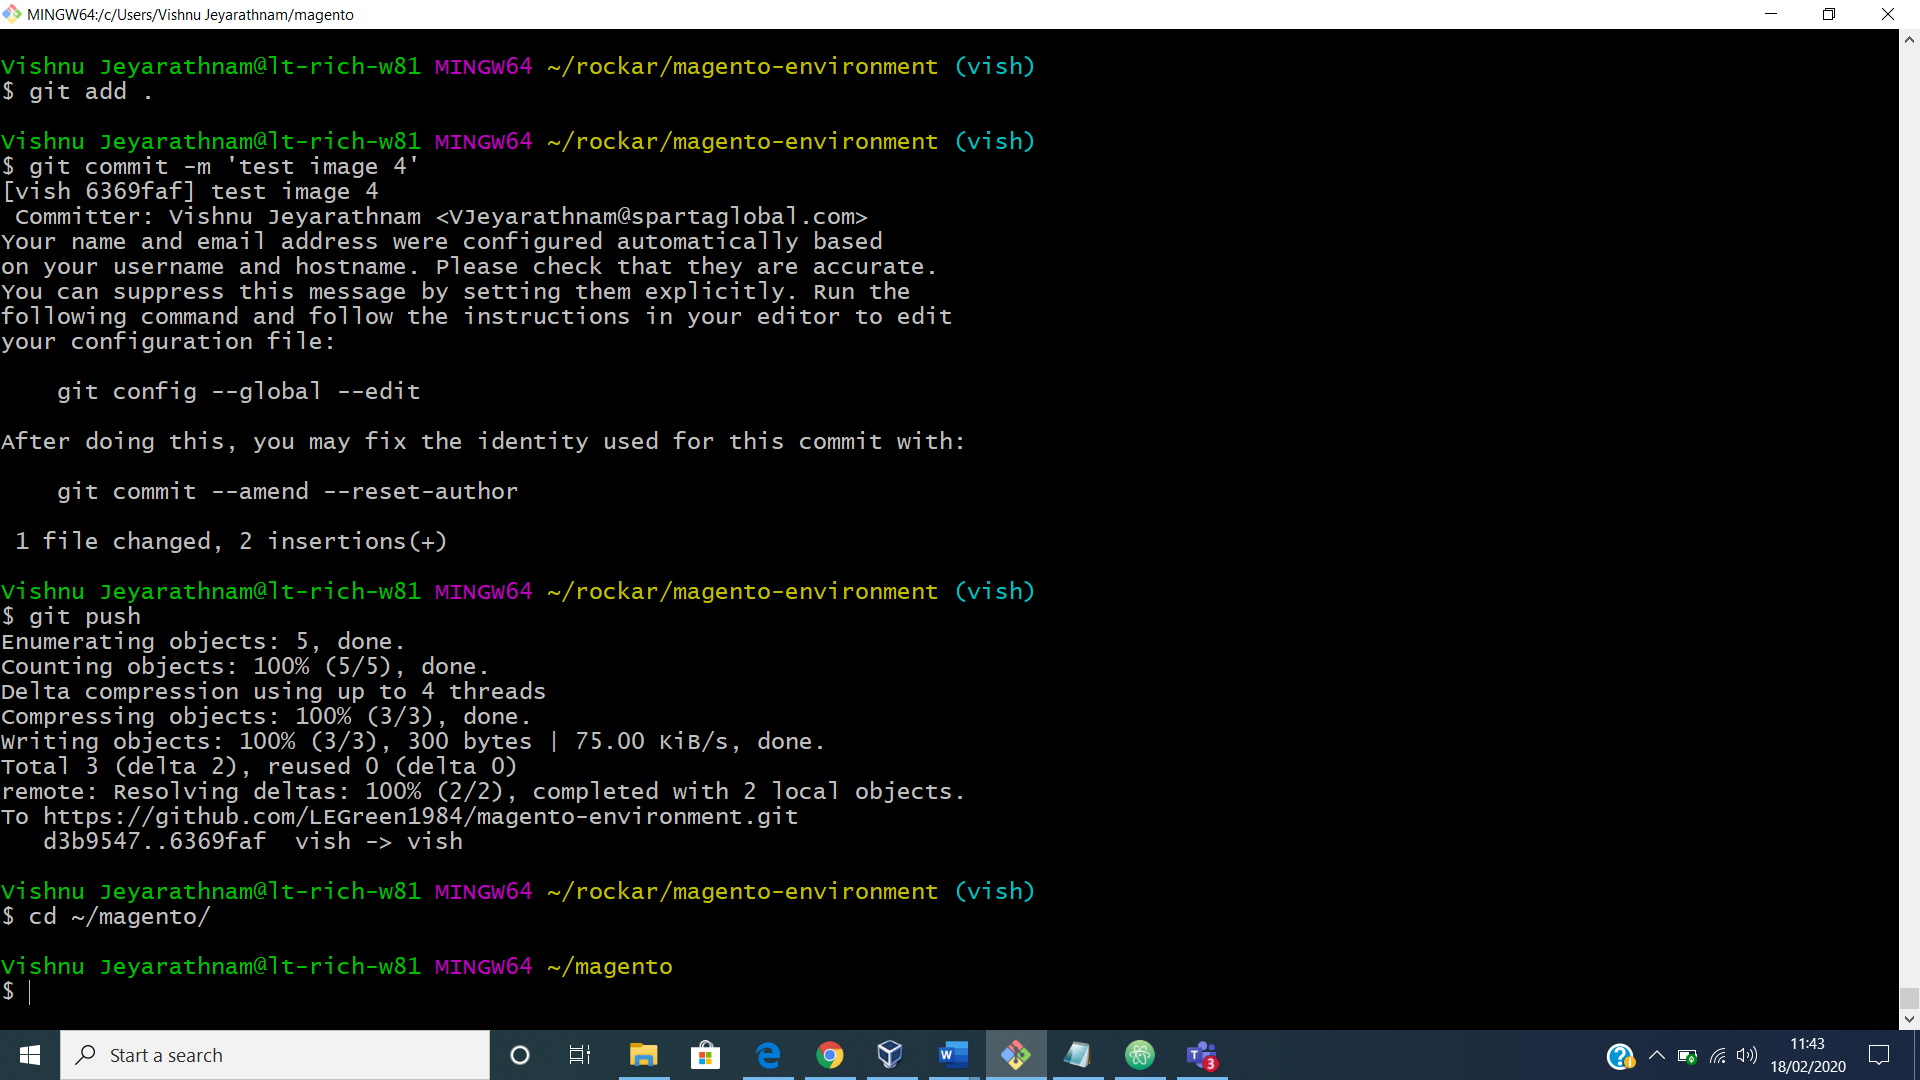 MINGW64:/c/Users/Vishnu Jeyarathnam/magento
Vishnu Jeyarathnam@lt-rich-w81 MINGW64 ~/rockar/magento-environment (vish)
$ git add .
Vishnu Jeyarathnam@lt-rich-w81 MINGW64 ~/rockar/magento-environment (vish)
$ git commit -m 'test image 4'
[vish 6369faf] test image 4
 Committer: Vishnu Jeyarathnam <VJeyarathnam@spartaglobal.com>
Your name and email address were configured automatically based
on your username and hostname. Please check that they are accurate.
You can suppress this message by setting them explicitly. Run the
following command and follow the instructions in your editor to edit
your configuration file:
    git config --global --edit
After doing this, you may fix the identity used for this commit with:
    git commit --amend --reset-author
 1 file changed, 2 insertions(+)
Vishnu Jeyarathnam@lt-rich-w81 MINGW64 ~/rockar/magento-environment (vish)
$ git push
Enumerating objects: 5, done.
Counting objects: 100% (5/5), done.
Delta compression using up to 4 threads
Compressing objects: 100% (3/3), done.
Writing objects: 100% (3/3), 300 bytes | 75.00 KiB/s, done.
Total 3 (delta 2), reused 0 (delta 0)
remote: Resolving deltas: 100% (2/2), completed with 2 local objects.
To https://github.com/LEGreen1984/magento-environment.git
   d3b9547..6369faf  vish -> vish
Vishnu Jeyarathnam@lt-rich-w81 MINGW64 ~/rockar/magento-environment (vish)
$ cd ~/magento/
Vishnu Jeyarathnam@lt-rich-w81 MINGW64 ~/magento
$
Start a search
W
3
11:43
18/02/2020